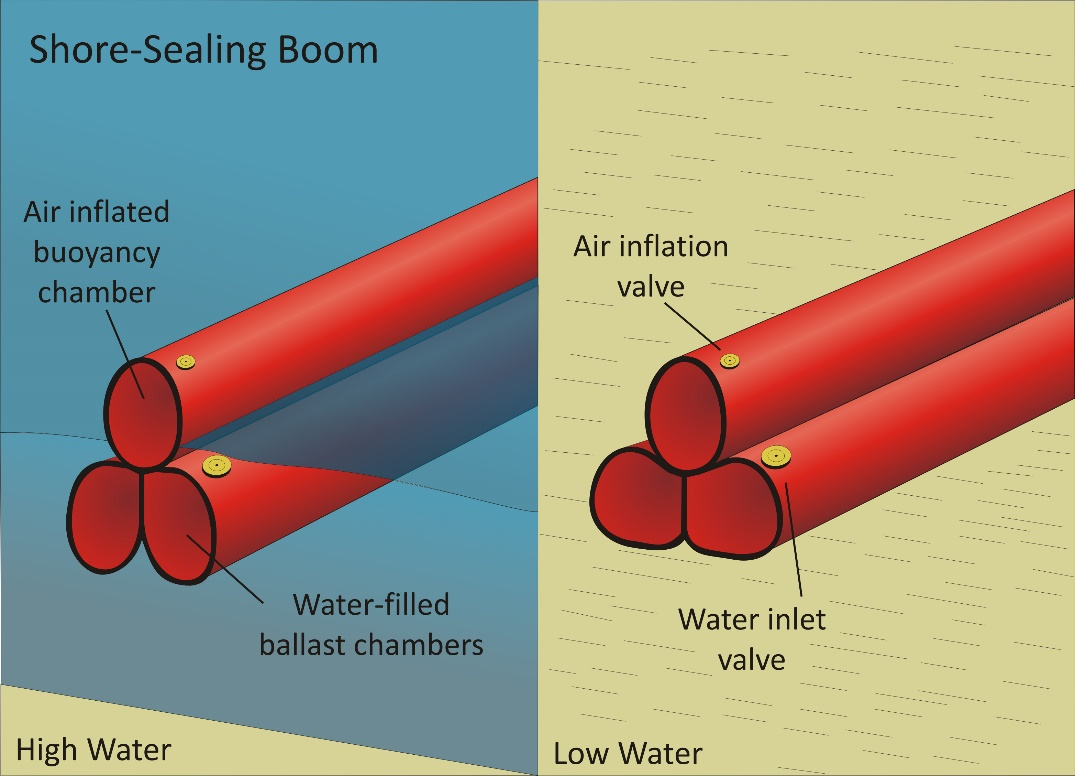 Shore-Sealing Boom
Air inflated
buoyancy
chamber
Water-filled
ballast chambers
High Water
Air inflation
valve
Water inlet
valve
Low Water